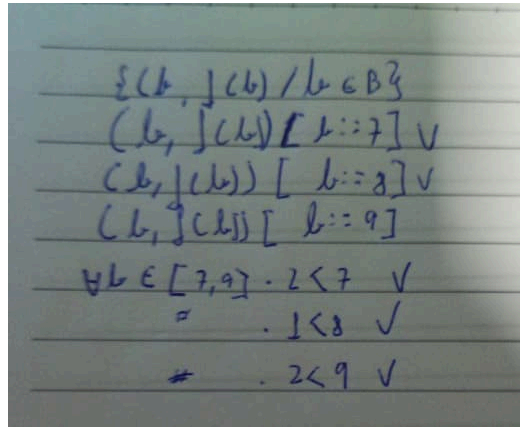 {(b, ](b) / b ∈ B}
(b, ](b)) [ b::=7] V
(b, ](b)) [ b::=8] V
(b, ](b)) [ b::=9]
∀b ∈ [7,9] . 2<7 V
" . 1<8 V
" . 2<9 V